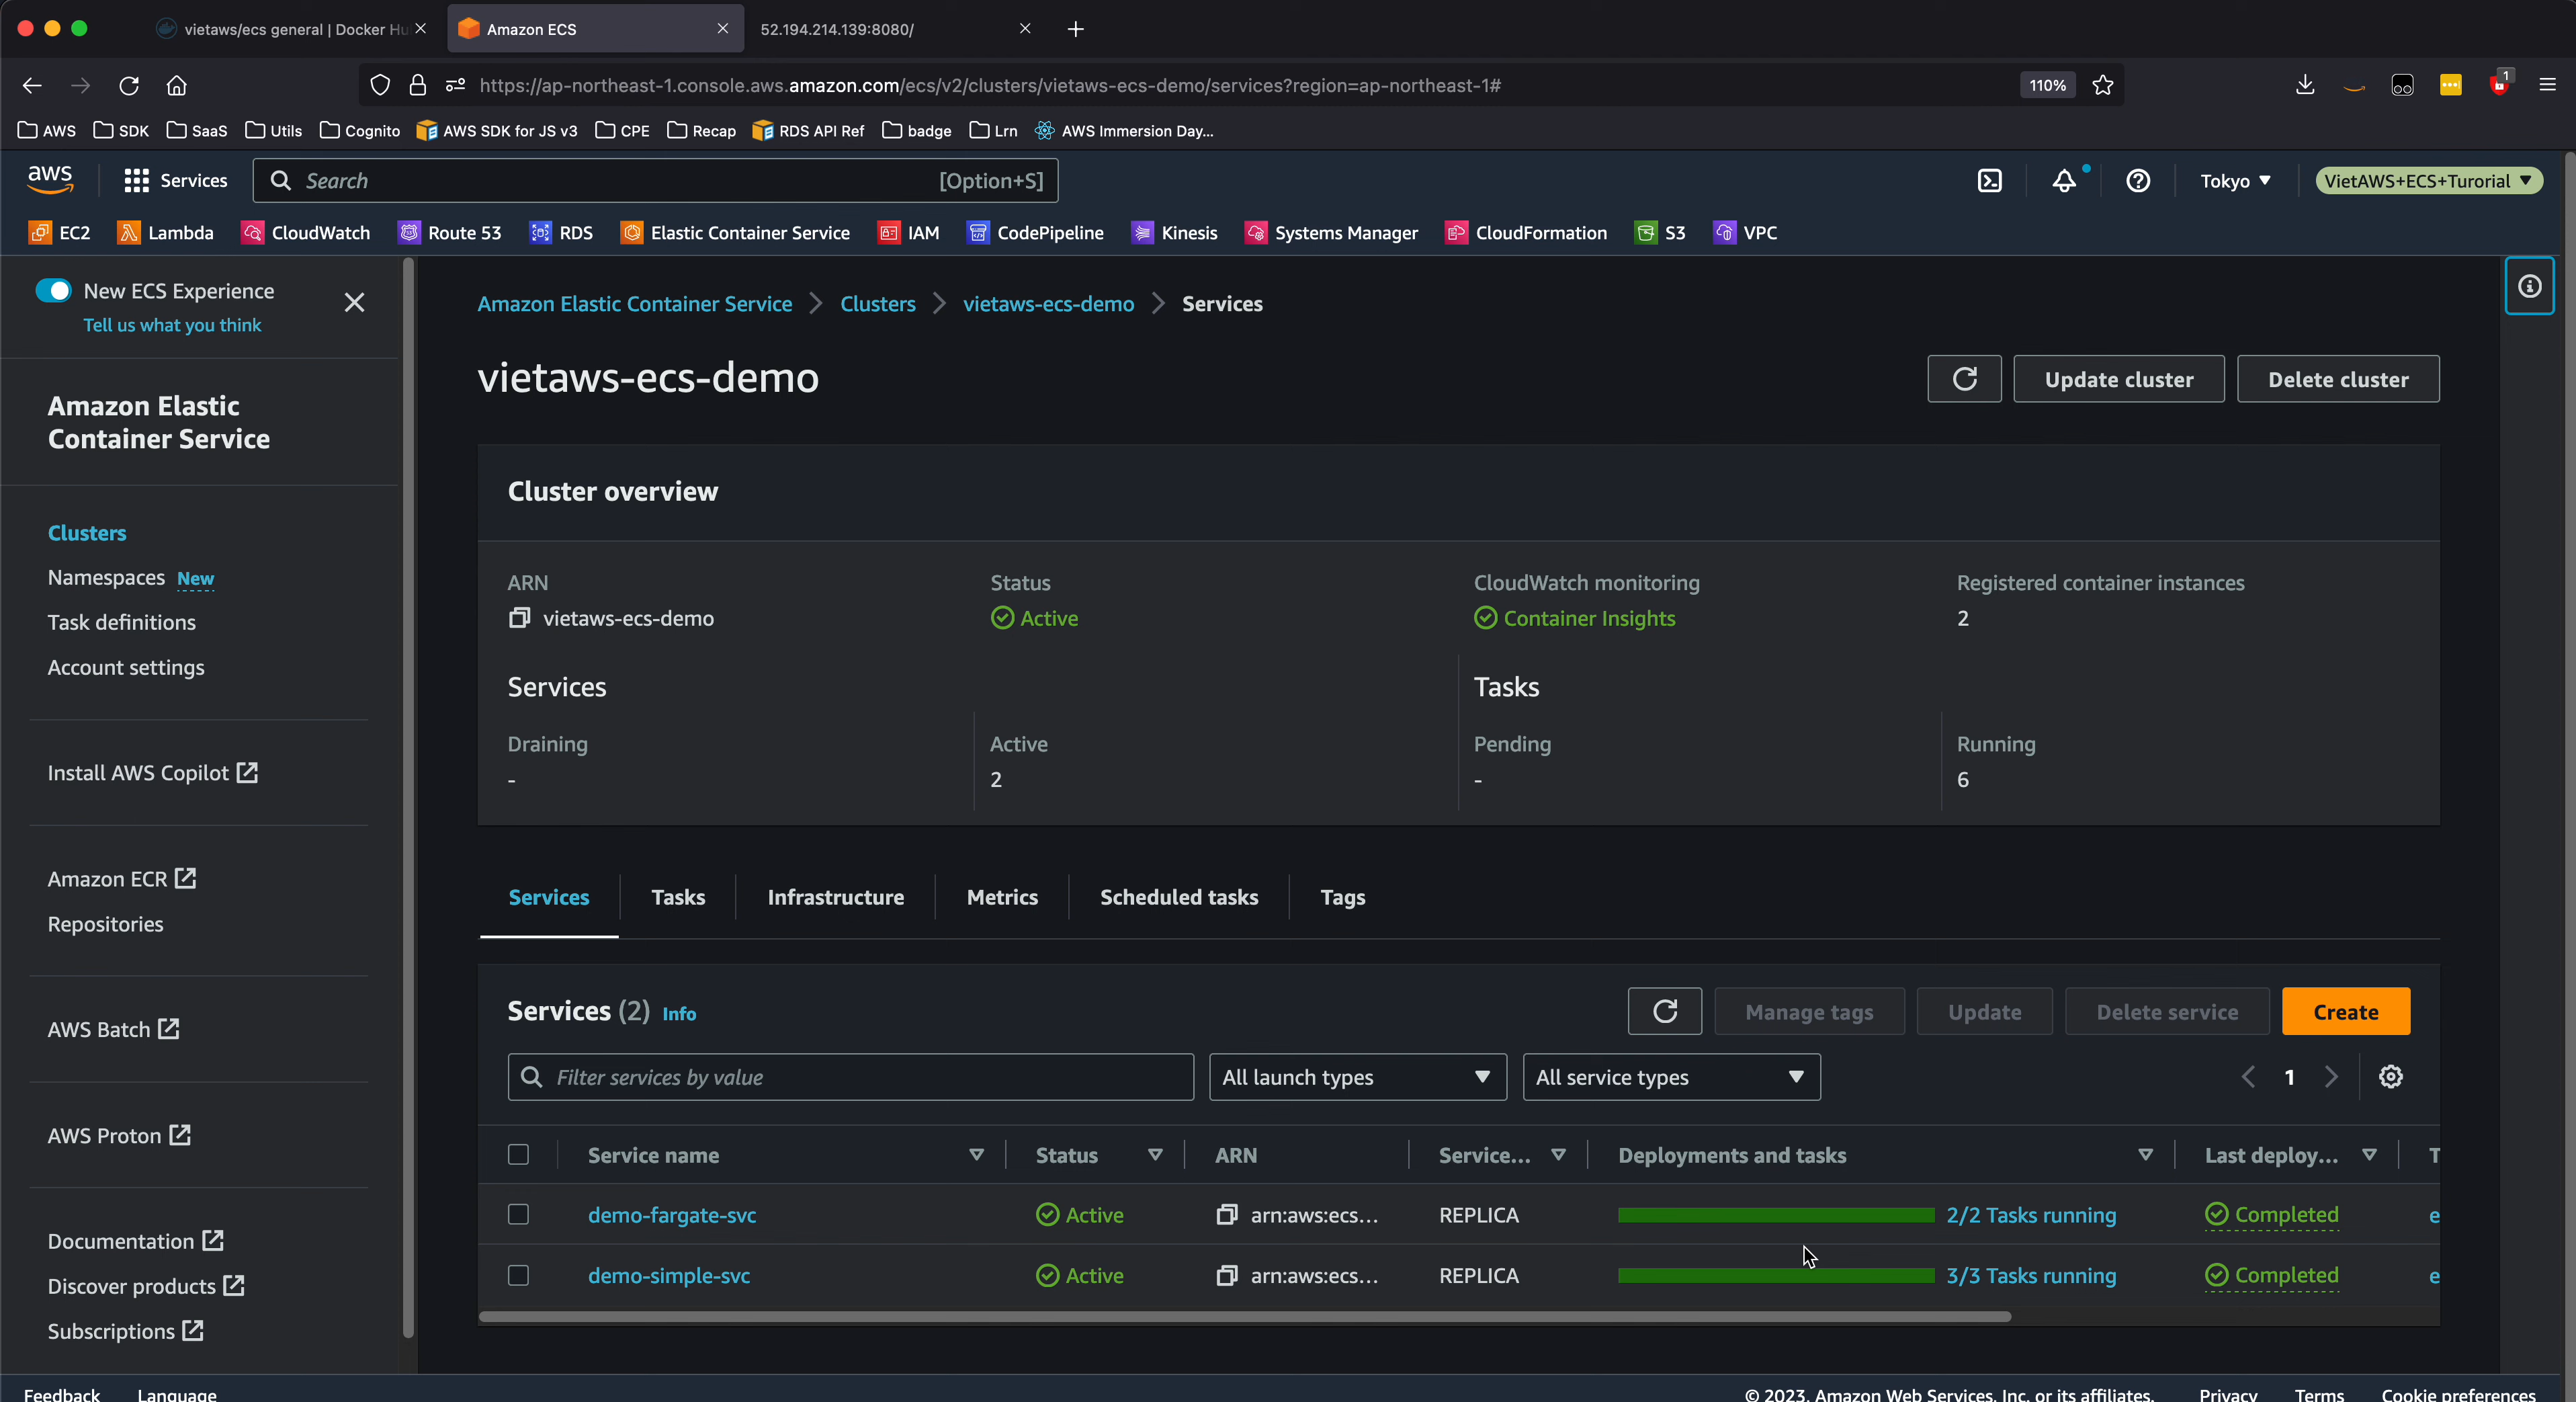 vietaws/ecs general | Docker Hu
Amazon ECS
52.194.214.139:8080/
https://ap-northeast-1.console.aws.amazon.com/ecs/v2/clusters/vietaws-ecs-demo/services?region=ap-northeast-1#
110%
1
AWS SDK SaaS Utils Cognito AWS SDK for JS v3 CPE Recap RDS API Ref badge Lrn AWS Immersion Day...
aws Services Search [Option+S] Tokyo VietAWS+ECS+Turorial
EC2 Lambda CloudWatch Route 53 RDS Elastic Container Service IAM CodePipeline Kinesis Systems Manager CloudFormation S3 VPC
New ECS Experience
Tell us what you think
Amazon Elastic
Container Service
Clusters
Namespaces New
Task definitions
Account settings
Install AWS Copilot
Amazon ECR
Repositories
AWS Batch
AWS Proton
Documentation
Discover products
Subscriptions
Amazon Elastic Container Service Clusters vietaws-ecs-demo Services
vietaws-ecs-demo
Update cluster Delete cluster
Cluster overview
ARN Status CloudWatch monitoring Registered container instances
vietaws-ecs-demo Active Container Insights 2
Services Tasks
Draining Active Pending Running
- 2 - 6
Services Tasks Infrastructure Metrics Scheduled tasks Tags
Services (2) Info
Manage tags Update Delete service Create
Filter services by value All launch types All service types 1
Service name Status ARN Service... Deployments and tasks Last deploy... T
demo-fargate-svc Active arn:aws:ecs... REPLICA 2/2 Tasks running Completed e
demo-simple-svc Active arn:aws:ecs... REPLICA 3/3 Tasks running Completed e
Feedback Language © 2023, Amazon Web Services, Inc. or its affiliates. Privacy Terms Cookie preferences